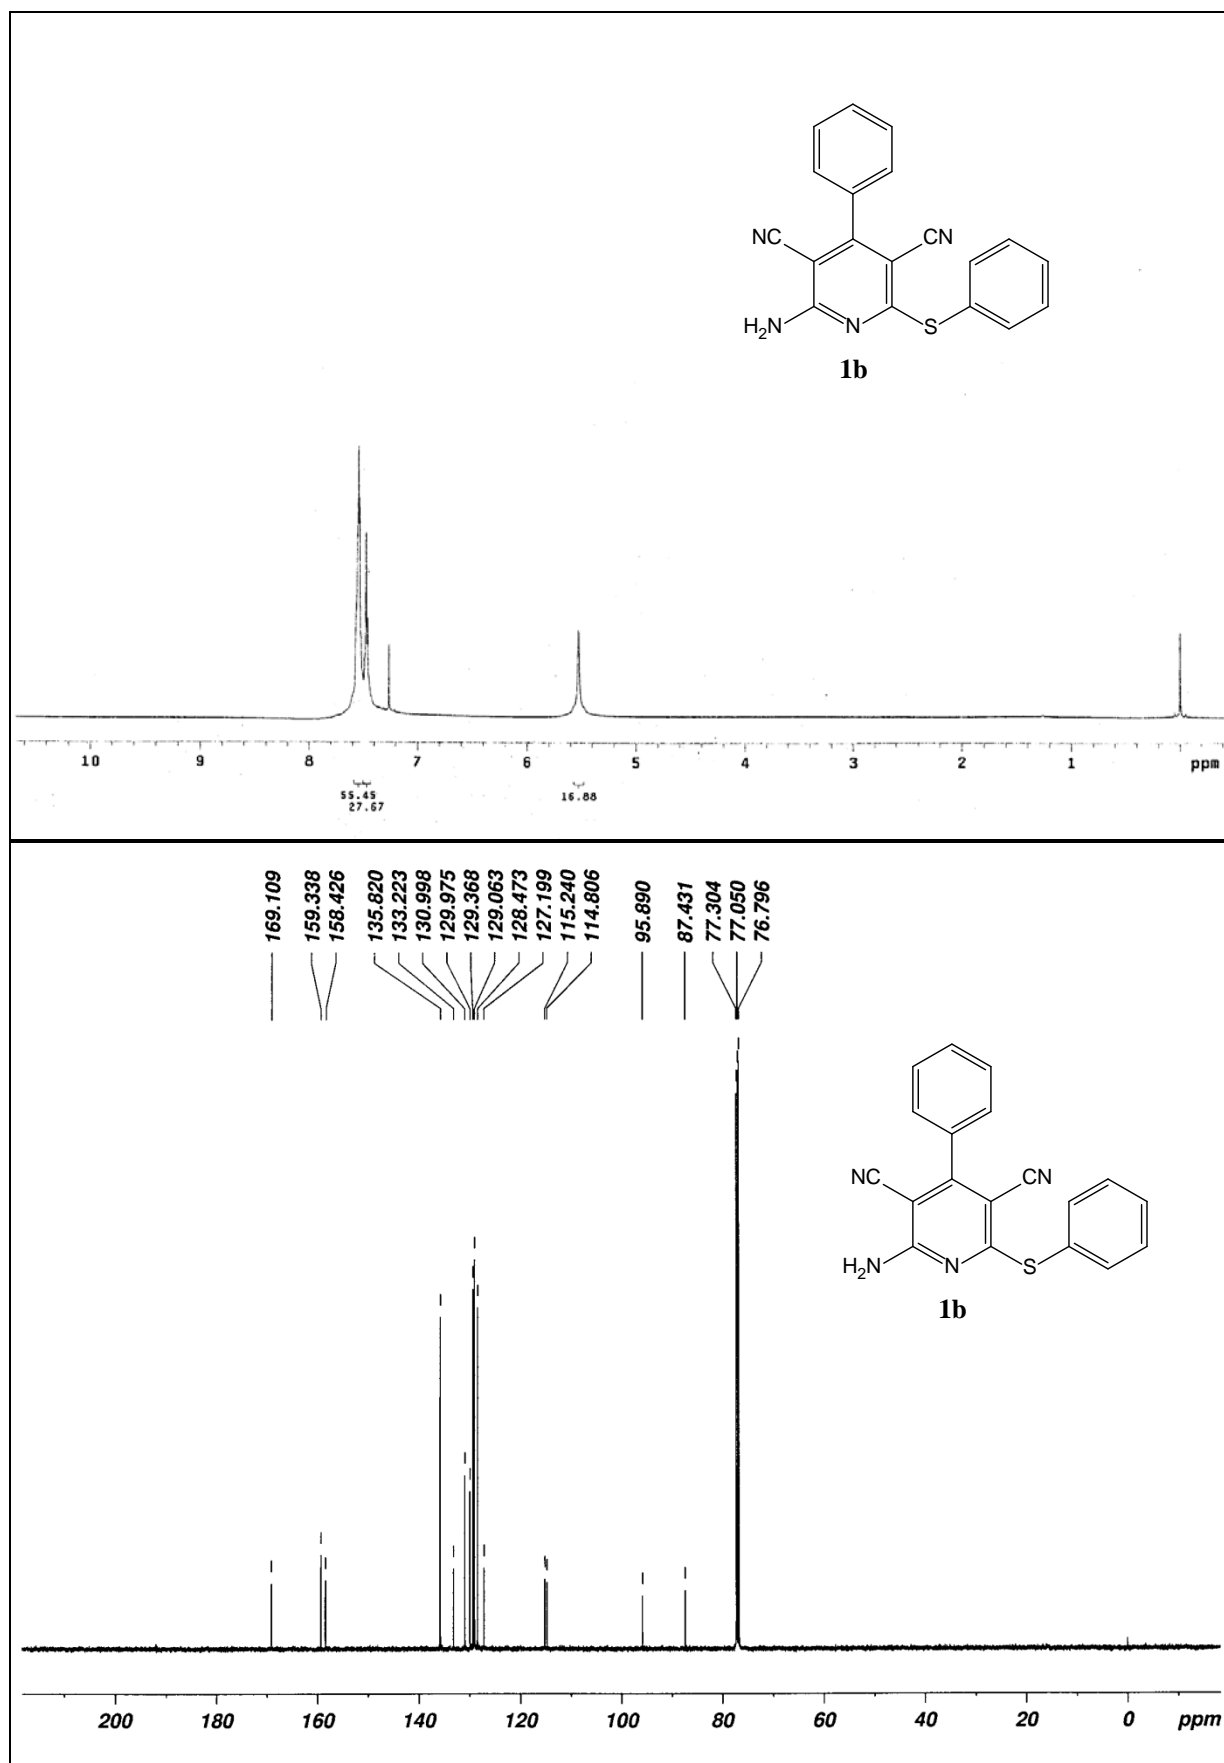 NC
CN
H2N
N
S
1b
10 9 8 7 6 5 4 3 2 1 ppm
55.45
27.67
16.88
169.109
159.338
158.426
135.820
133.223
130.998
129.975
129.368
129.063
128.473
127.199
115.240
114.806
95.890
87.431
77.304
77.050
76.796
NC
CN
H2N
N
S
1b
200 180 160 140 120 100 80 60 40 20 0 ppm